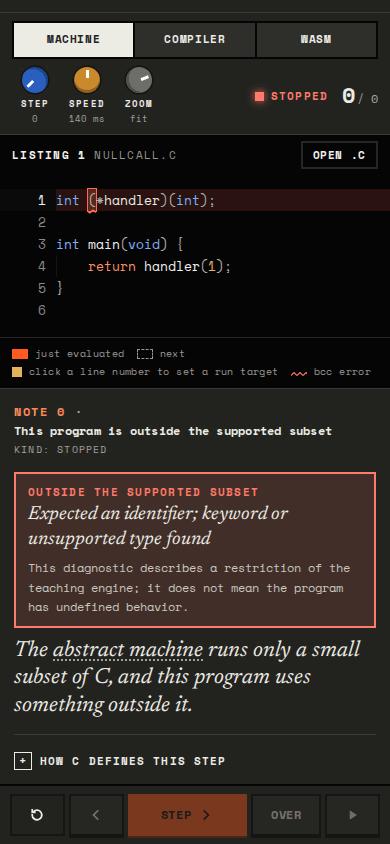 MACHINE COMPILER WASM
STEP SPEED ZOOM
0 140 ms fit
STOPPED 0 / 0
LISTING 1 NULLCALL.C OPEN .C
1 int (*handler)(int);
2
3 int main(void) {
4 return handler(1);
5 }
6
just evaluated next
click a line number to set a run target bcc error
NOTE 0 ·
This program is outside the supported subset
KIND: STOPPED
OUTSIDE THE SUPPORTED SUBSET
Expected an identifier; keyword or
unsupported type found
This diagnostic describes a restriction of the
teaching engine; it does not mean the program
has undefined behavior.
The abstract machine runs only a small
subset of C, and this program uses
something outside it.
+ HOW C DEFINES THIS STEP
STEP OVER